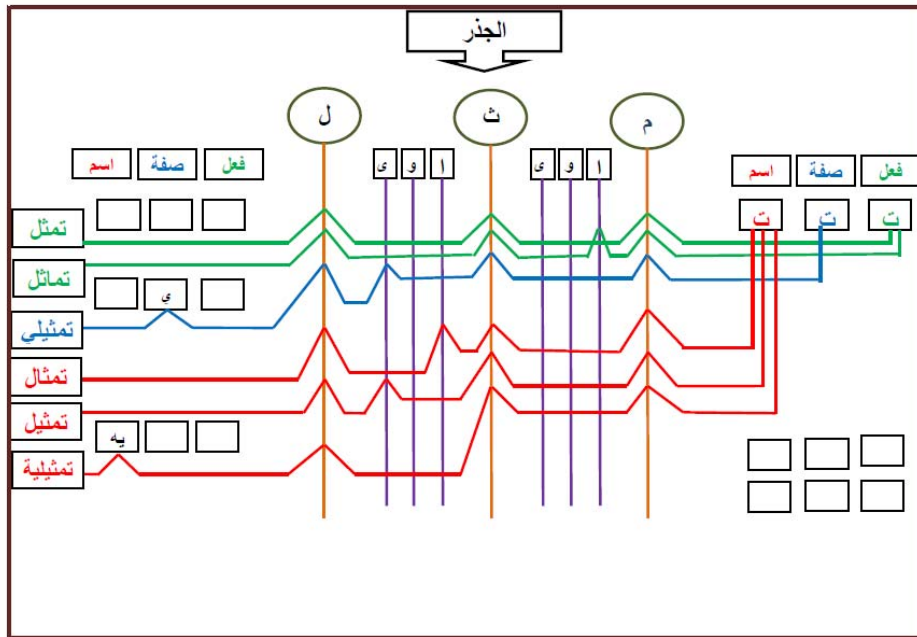 الجذر
م ث ل
فعل صفة اسم ا و ى ا و ى فعل صفة اسم
ت ت ت
تمثل
تماثل
ي
تمثيلي
تمثال
تمثيل
يه
تمثيلية